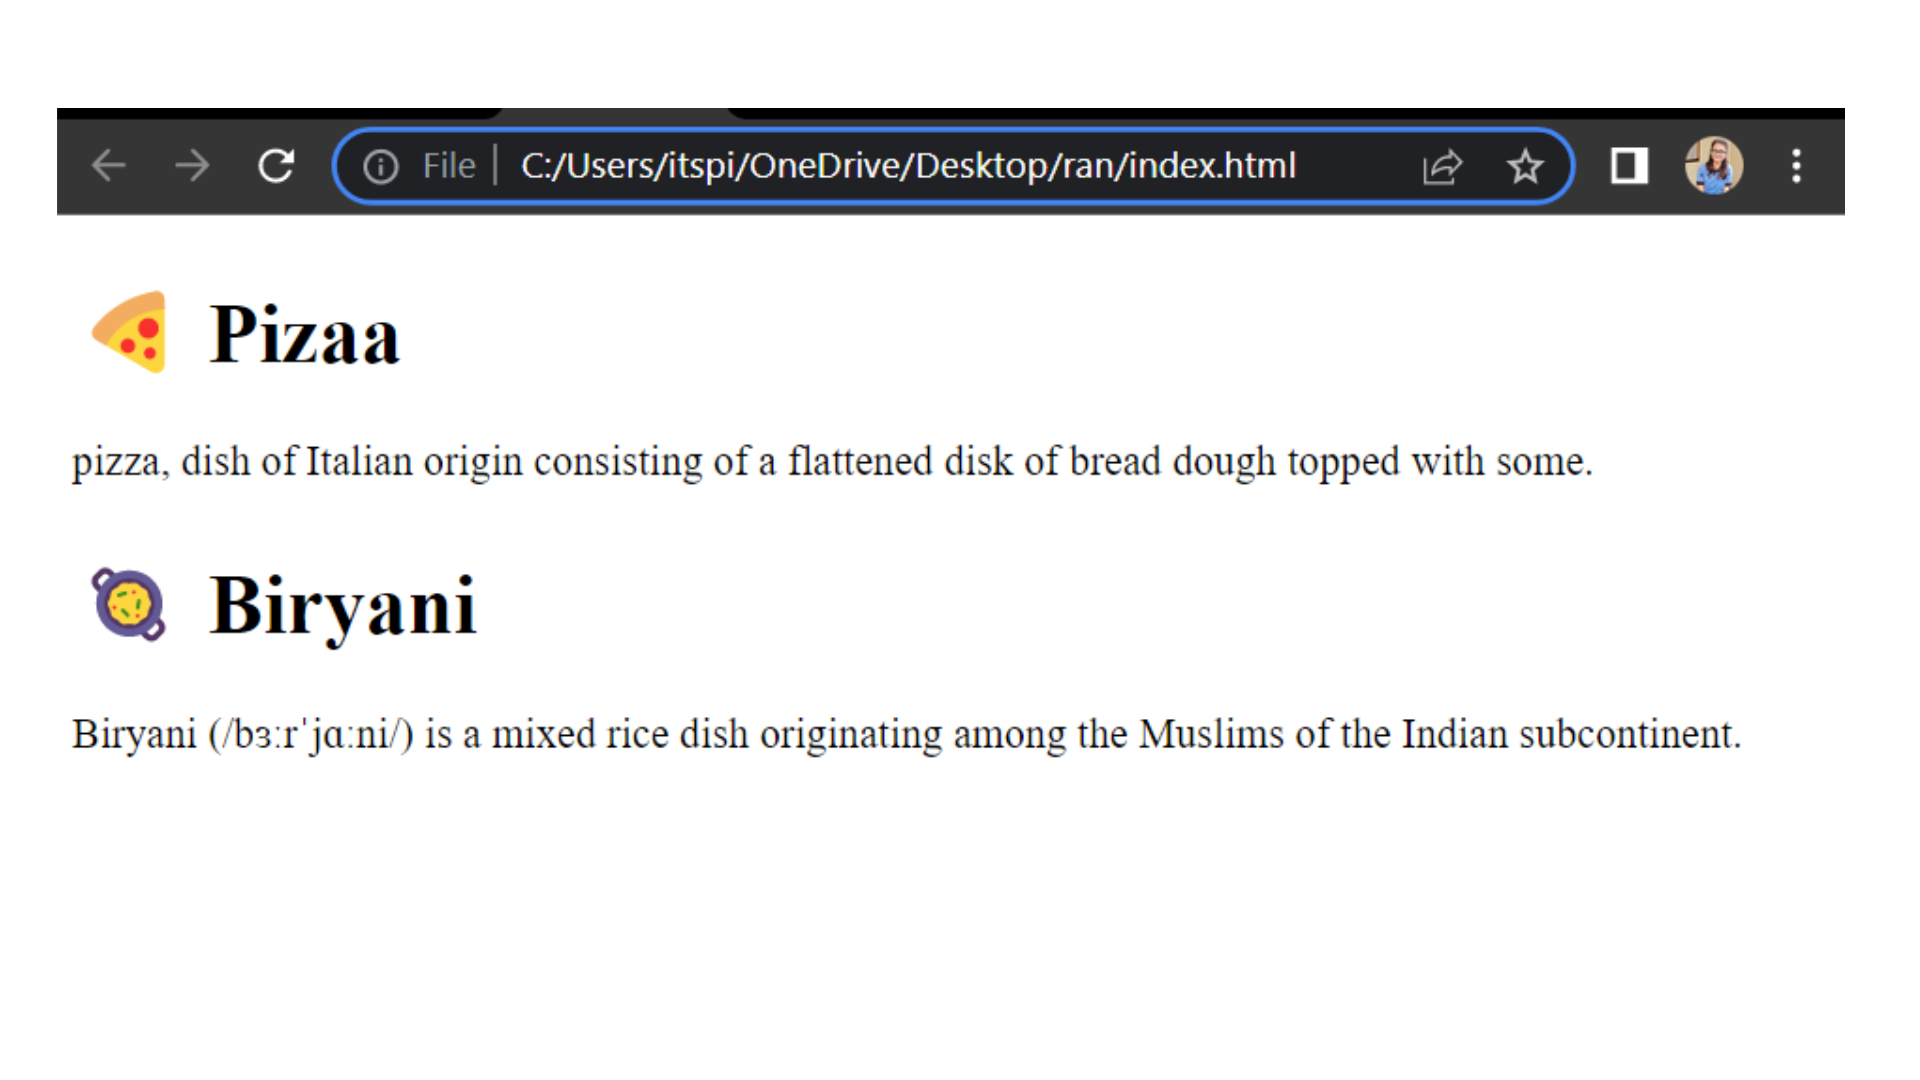 File | C:/Users/itspi/OneDrive/Desktop/ran/index.html
Pizaa
pizza, dish of Italian origin consisting of a flattened disk of bread dough topped with some.
Biryani
Biryani (/bɜːrˈjɑːni/) is a mixed rice dish originating among the Muslims of the Indian subcontinent.